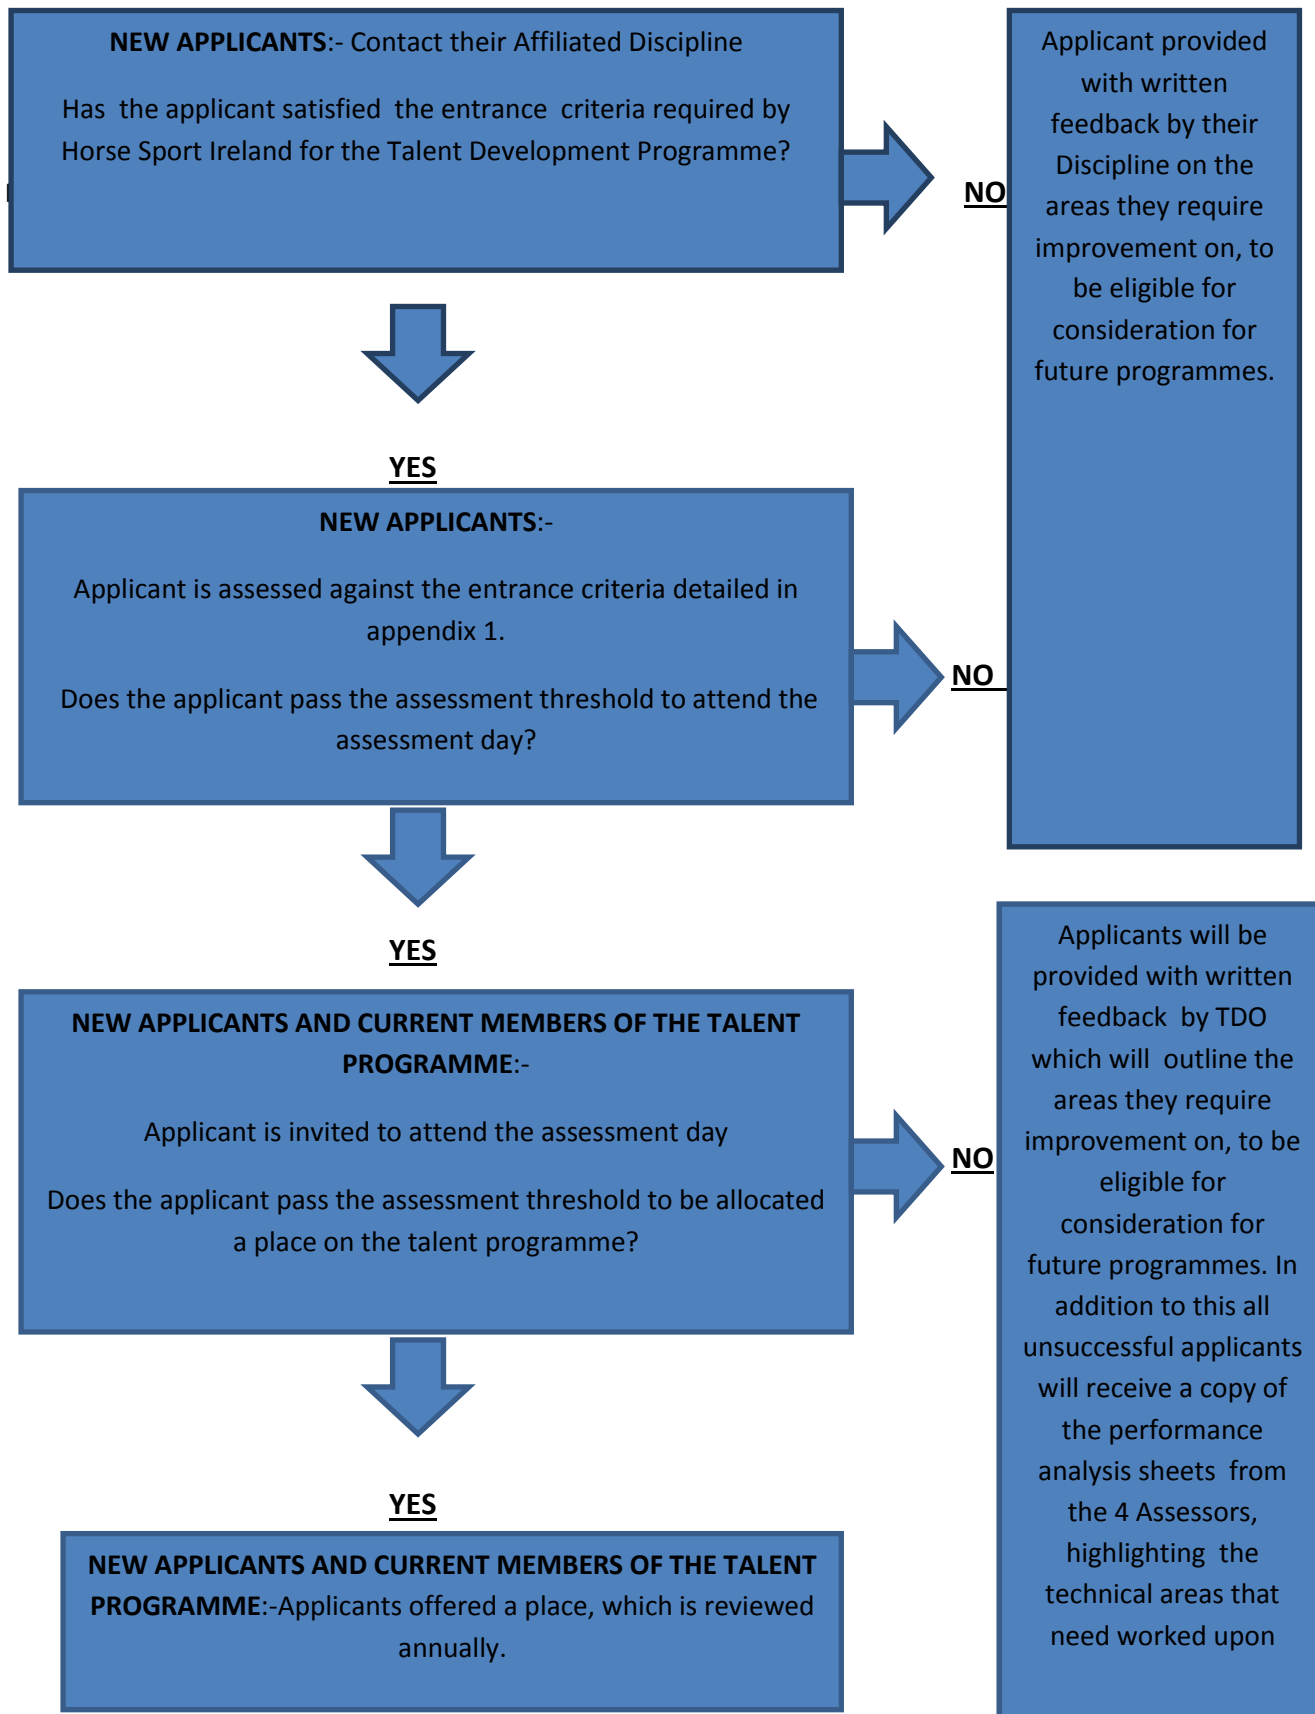 NEW APPLICANTS:- Contact their Affiliated Discipline
Has the applicant satisfied the entrance criteria required by
Horse Sport Ireland for the Talent Development Programme?
NO
Applicant provided
with written
feedback by their
Discipline on the
areas they require
improvement on, to
be eligible for
consideration for
future programmes.
YES
NEW APPLICANTS:-
Applicant is assessed against the entrance criteria detailed in
appendix 1.
Does the applicant pass the assessment threshold to attend the
assessment day?
NO
YES
NEW APPLICANTS AND CURRENT MEMBERS OF THE TALENT
PROGRAMME:-
Applicant is invited to attend the assessment day
Does the applicant pass the assessment threshold to be allocated
a place on the talent programme?
NO
Applicants will be
provided with written
feedback by TDO
which will outline the
areas they require
improvement on, to be
eligible for
consideration for
future programmes. In
addition to this all
unsuccessful applicants
will receive a copy of
the performance
analysis sheets from
the 4 Assessors,
highlighting the
technical areas that
need worked upon
YES
NEW APPLICANTS AND CURRENT MEMBERS OF THE TALENT
PROGRAMME:-Applicants offered a place, which is reviewed
annually.